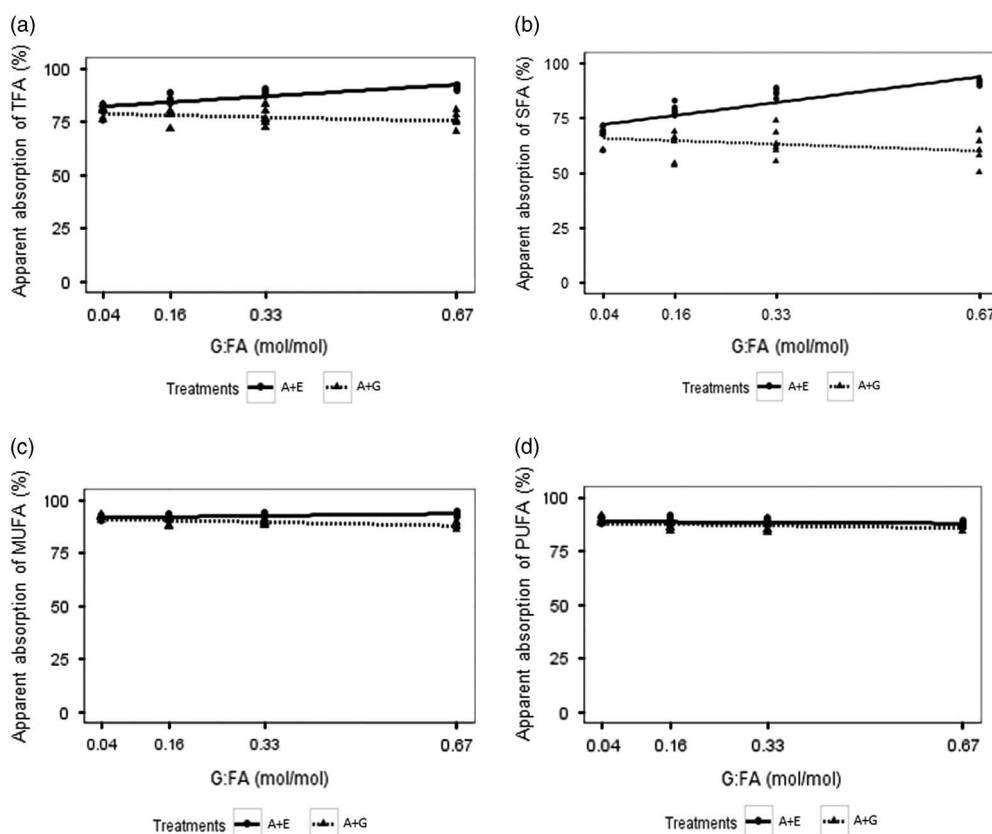 (a)
Apparent absorption of TFA (%)
100
75
50
25
0
0.04 0.16 0.33 0.67
G:FA (mol/mol)
Treatments A+E A+G
(b)
Apparent absorption of SFA (%)
100
75
50
25
0
0.04 0.16 0.33 0.67
G:FA (mol/mol)
Treatments A+E A+G
(c)
Apparent absorption of MUFA (%)
100
75
50
25
0
0.04 0.16 0.33 0.67
G:FA (mol/mol)
Treatments A+E A+G
(d)
Apparent absorption of PUFA (%)
100
75
50
25
0
0.04 0.16 0.33 0.67
G:FA (mol/mol)
Treatments A+E A+G